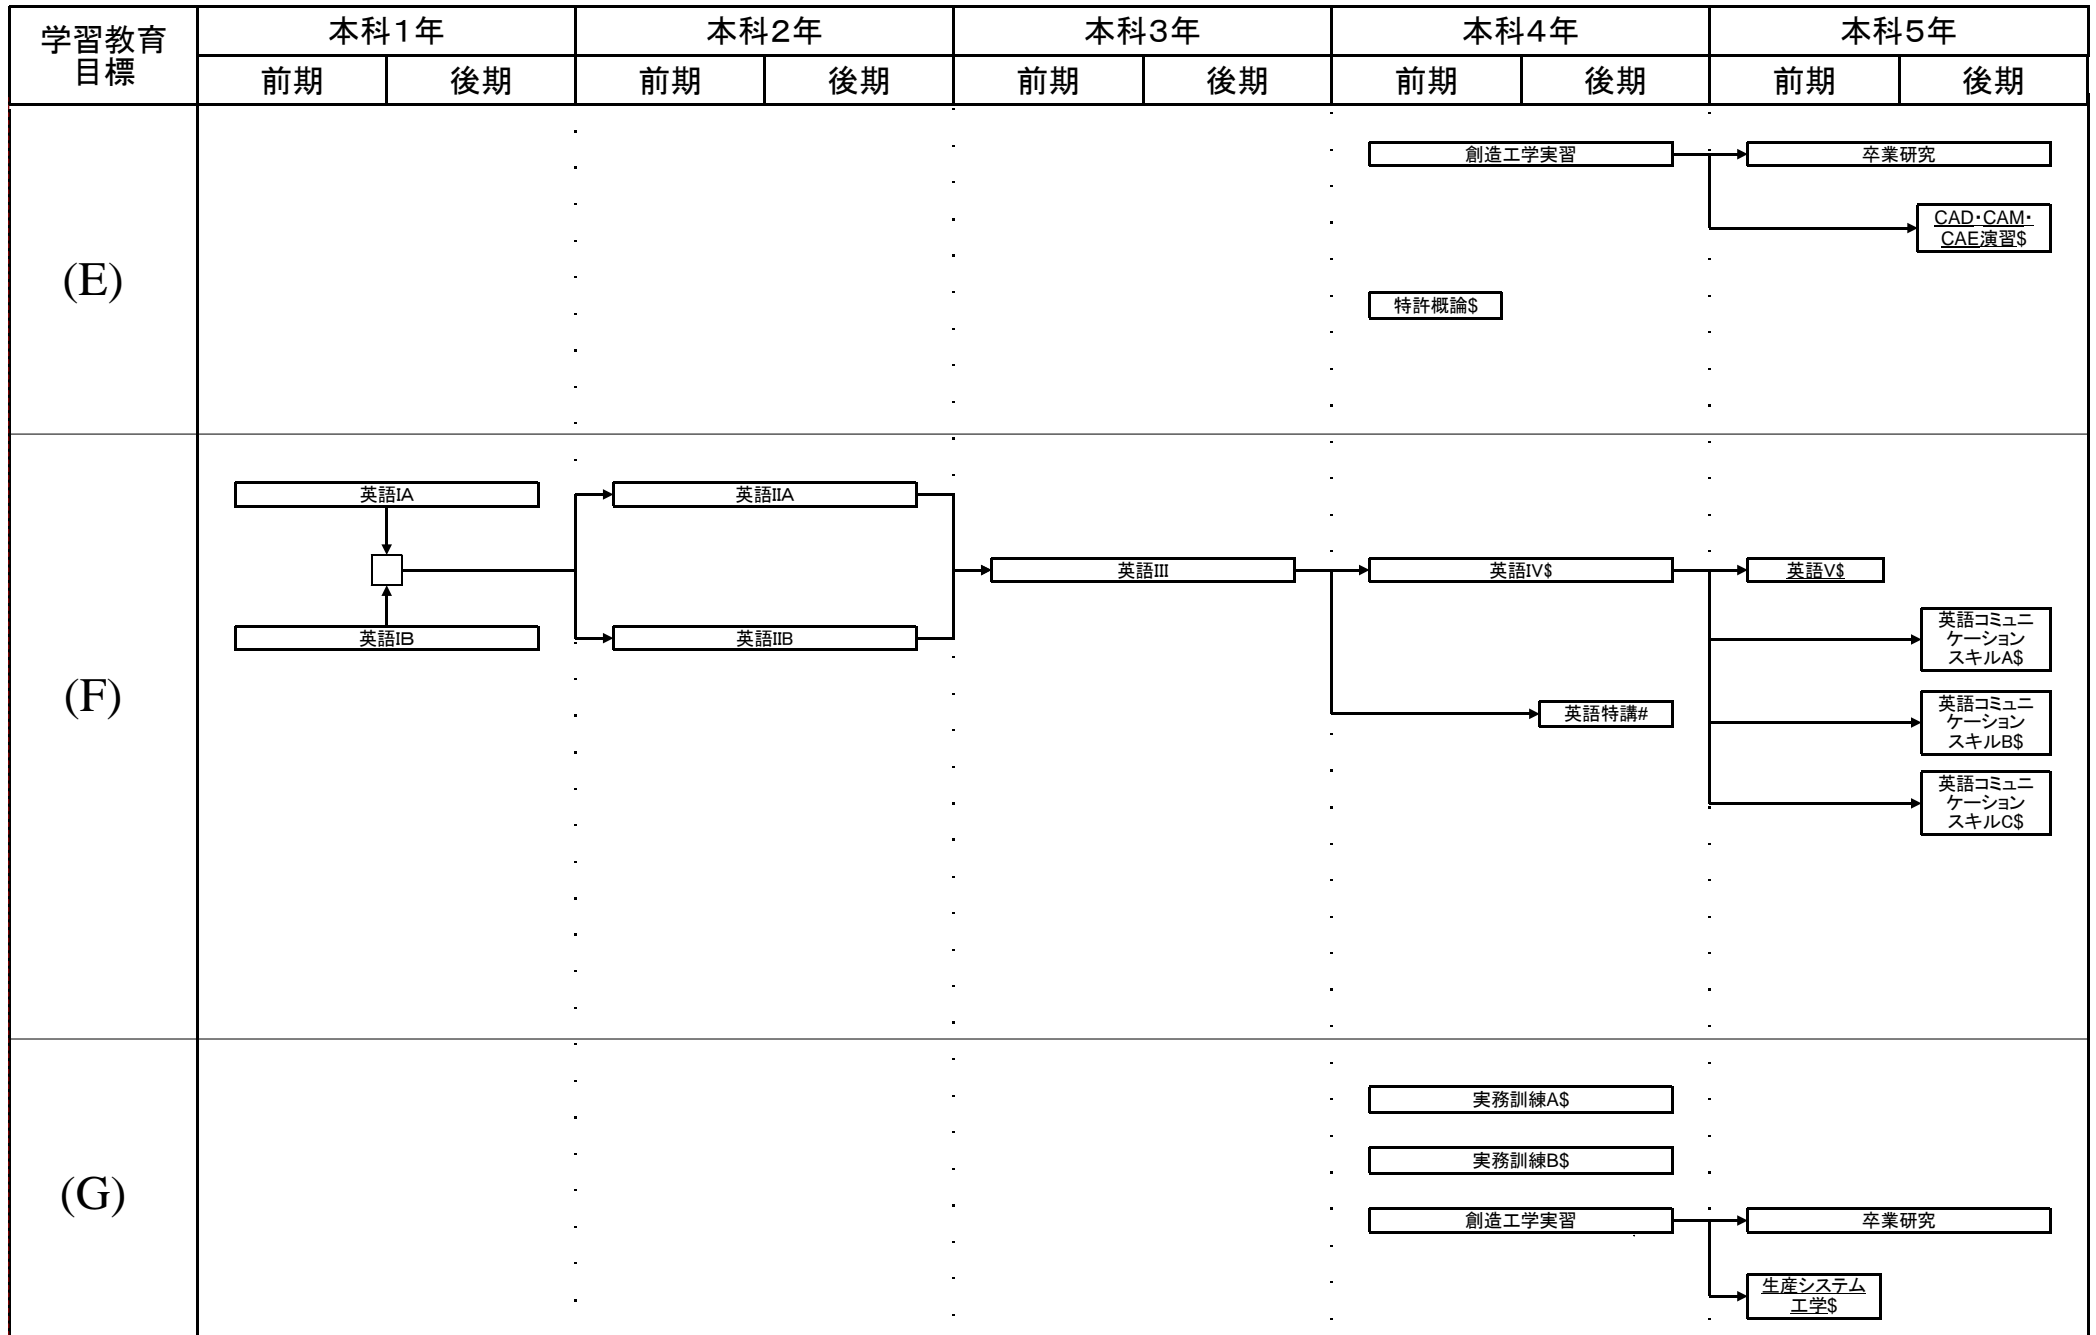 学習教育
目標
本科1年
本科2年
本科3年
本科4年
本科5年
前期
後期
前期
後期
前期
後期
前期
後期
前期
後期
(E)
創造工学実習
卒業研究
CAD・CAM・
CAE演習$
特許概論$
(F)
英語IA
英語IIA
英語III
英語IV$
英語V$
英語IB
英語IIB
英語コミュニ
ケーション
スキルA$
英語特講#
英語コミュニ
ケーション
スキルB$
英語コミュニ
ケーション
スキルC$
(G)
実務訓練A$
実務訓練B$
創造工学実習
卒業研究
生産システム
工学$